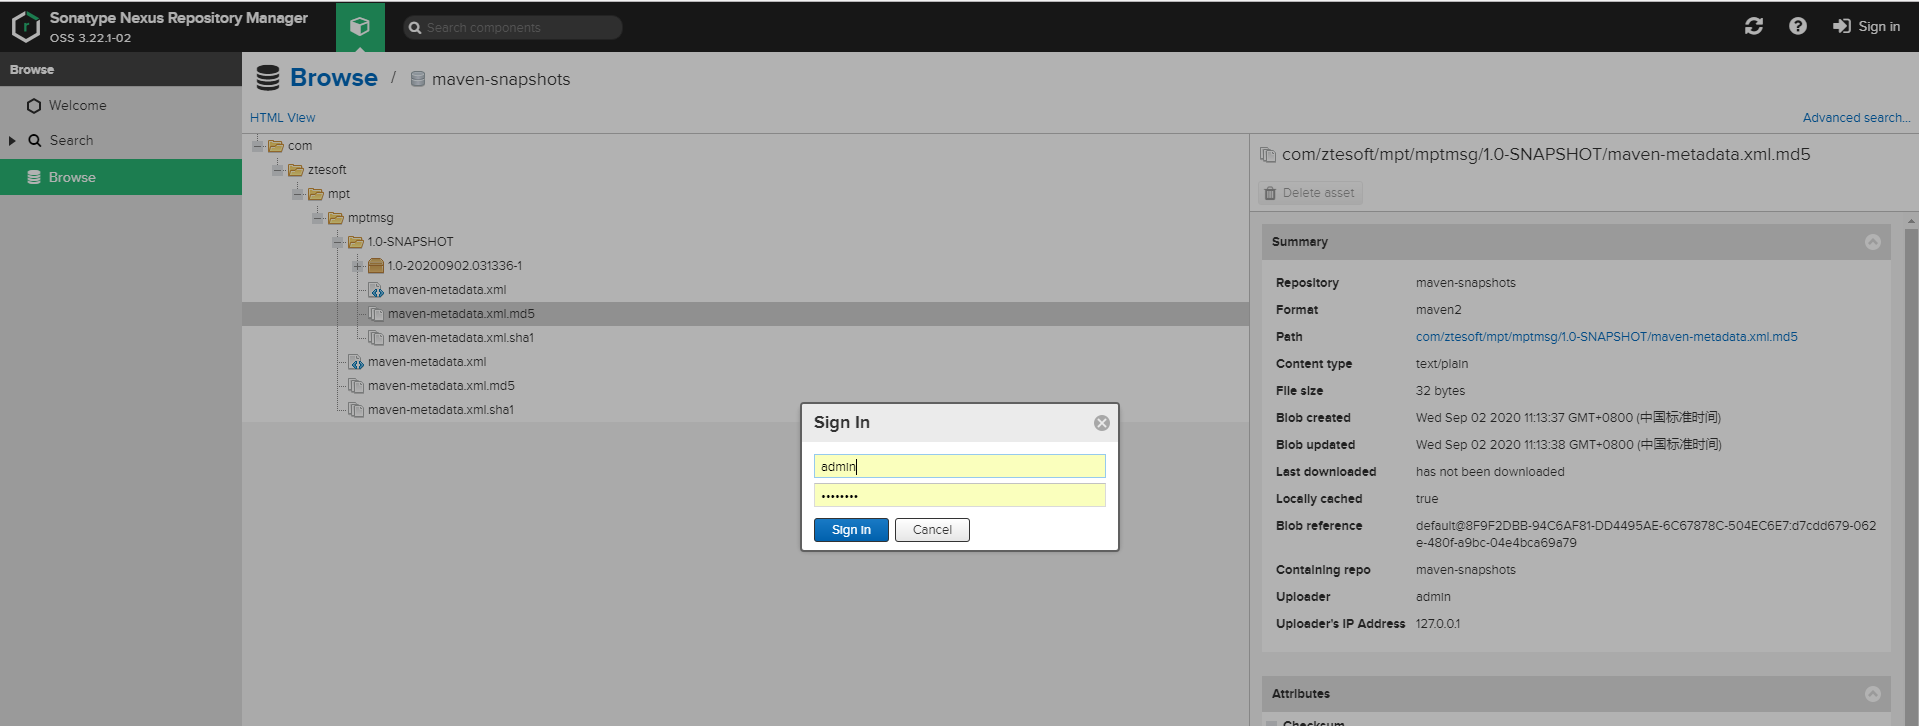 Sonatype Nexus Repository Manager
OSS 3.22.1-02
Search components
Sign in
Browse
Welcome
Search
Browse
Browse / maven-snapshots
HTML View
Advanced search...
com
ztesoft
mpt
mptmsg
1.0-SNAPSHOT
1.0-20200902.031336-1
maven-metadata.xml
maven-metadata.xml.md5
maven-metadata.xml.sha1
maven-metadata.xml
maven-metadata.xml.md5
maven-metadata.xml.sha1
Sign In
admin
••••••••
Sign in
Cancel
com/ztesoft/mpt/mptmsg/1.0-SNAPSHOT/maven-metadata.xml.md5
Delete asset
Summary
Repository maven-snapshots
Format maven2
Path com/ztesoft/mpt/mptmsg/1.0-SNAPSHOT/maven-metadata.xml.md5
Content type text/plain
File size 32 bytes
Blob created Wed Sep 02 2020 11:13:37 GMT+0800 (中国标准时间)
Blob updated Wed Sep 02 2020 11:13:38 GMT+0800 (中国标准时间)
Last downloaded has not been downloaded
Locally cached true
Blob reference default@8F9F2DBB-94C6AF81-DD4495AE-6C67878C-504EC6E7:d7cdd679-062
e-480f-a9bc-04e4bca69a79
Containing repo maven-snapshots
Uploader admin
Uploader's IP Address 127.0.0.1
Attributes
Checksum